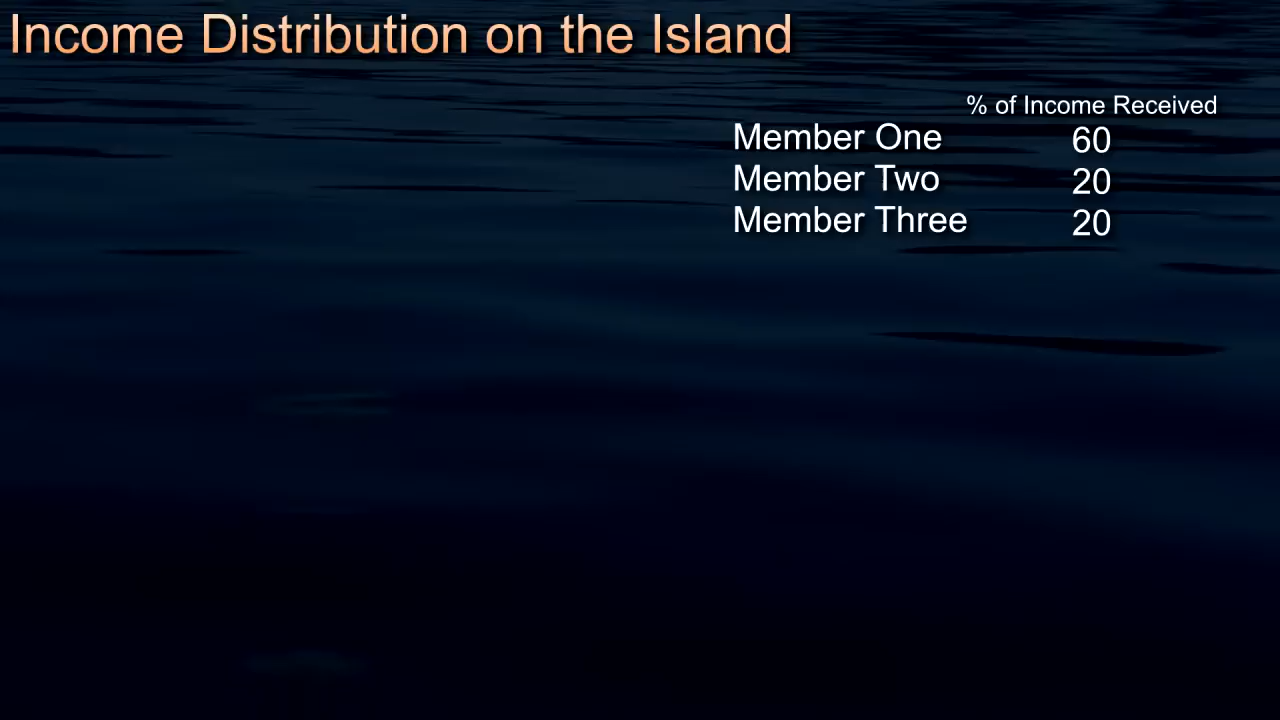 Income Distribution on the Island
% of Income Received
Member One 60
Member Two 20
Member Three 20